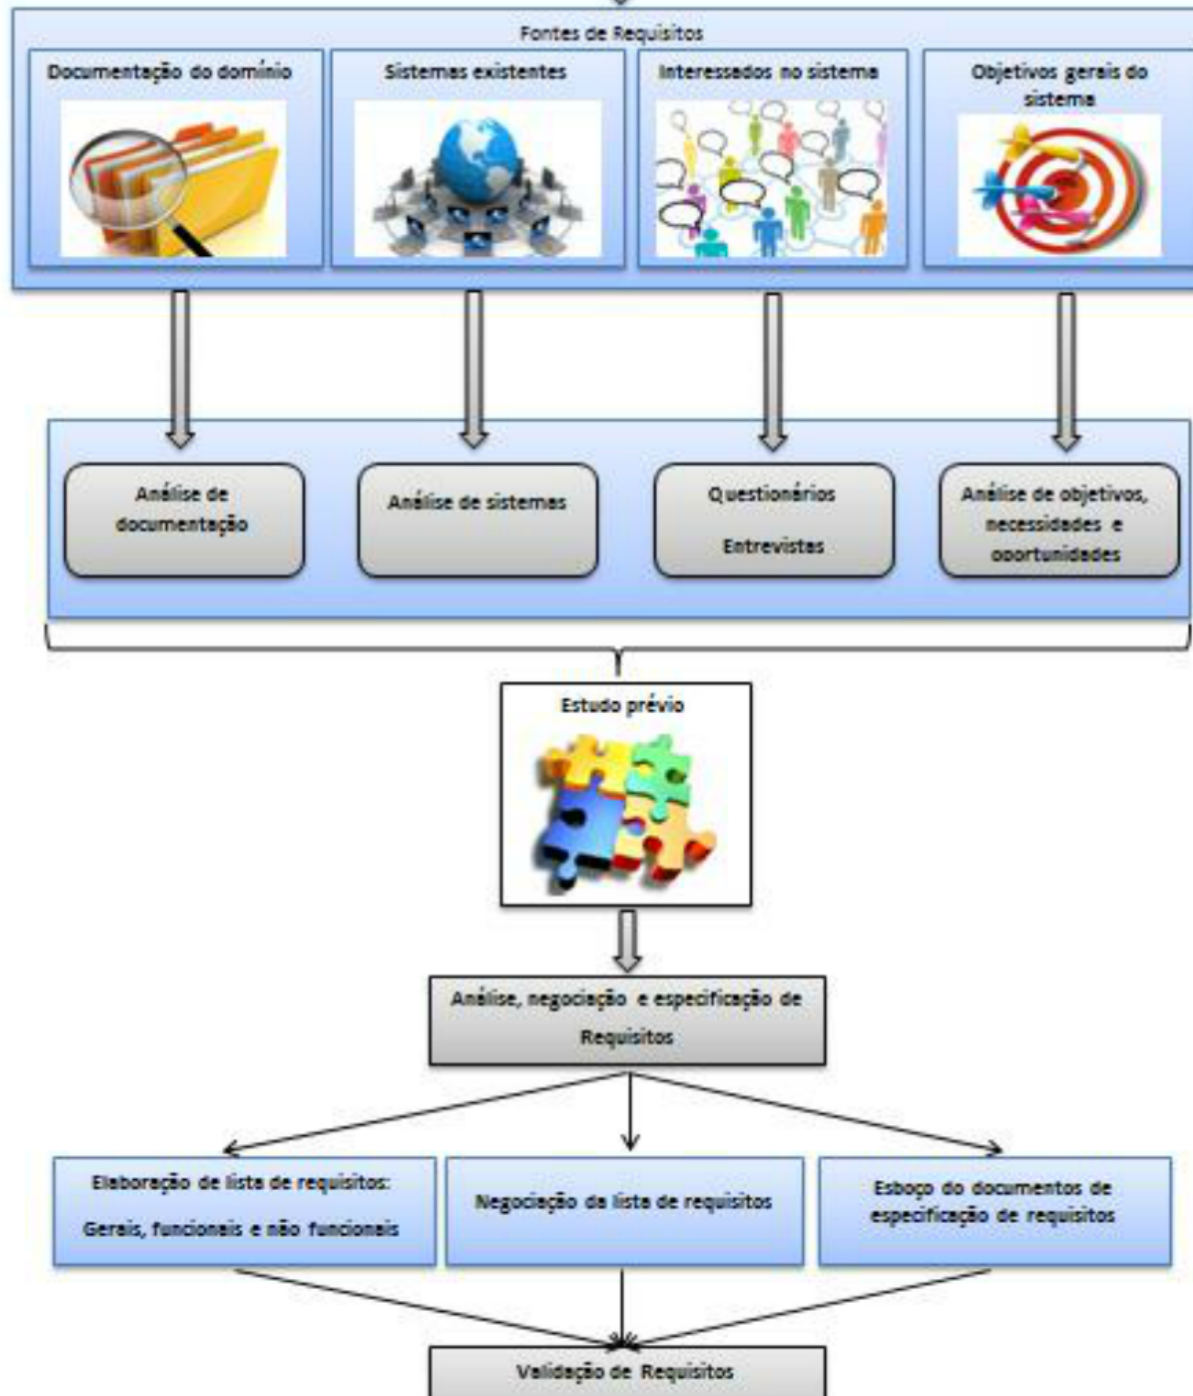 Fontes de Requisitos
Documentação do domínio
Sistemas existentes
Interessados no sistema
Objetivos gerais do
sistema
Análise de
documentação
Análise de sistemas
Questionários
Entrevistas
Análise de objetivos,
necessidades e
oportunidades
Estudo prévio
Análise, negociação e especificação de
Requisitos
Elaboração de lista de requisitos:
Gerais, funcionais e não funcionais
Negociação da lista de requisitos
Esboço do documentos de
especificação de requisitos
Validação de Requisitos